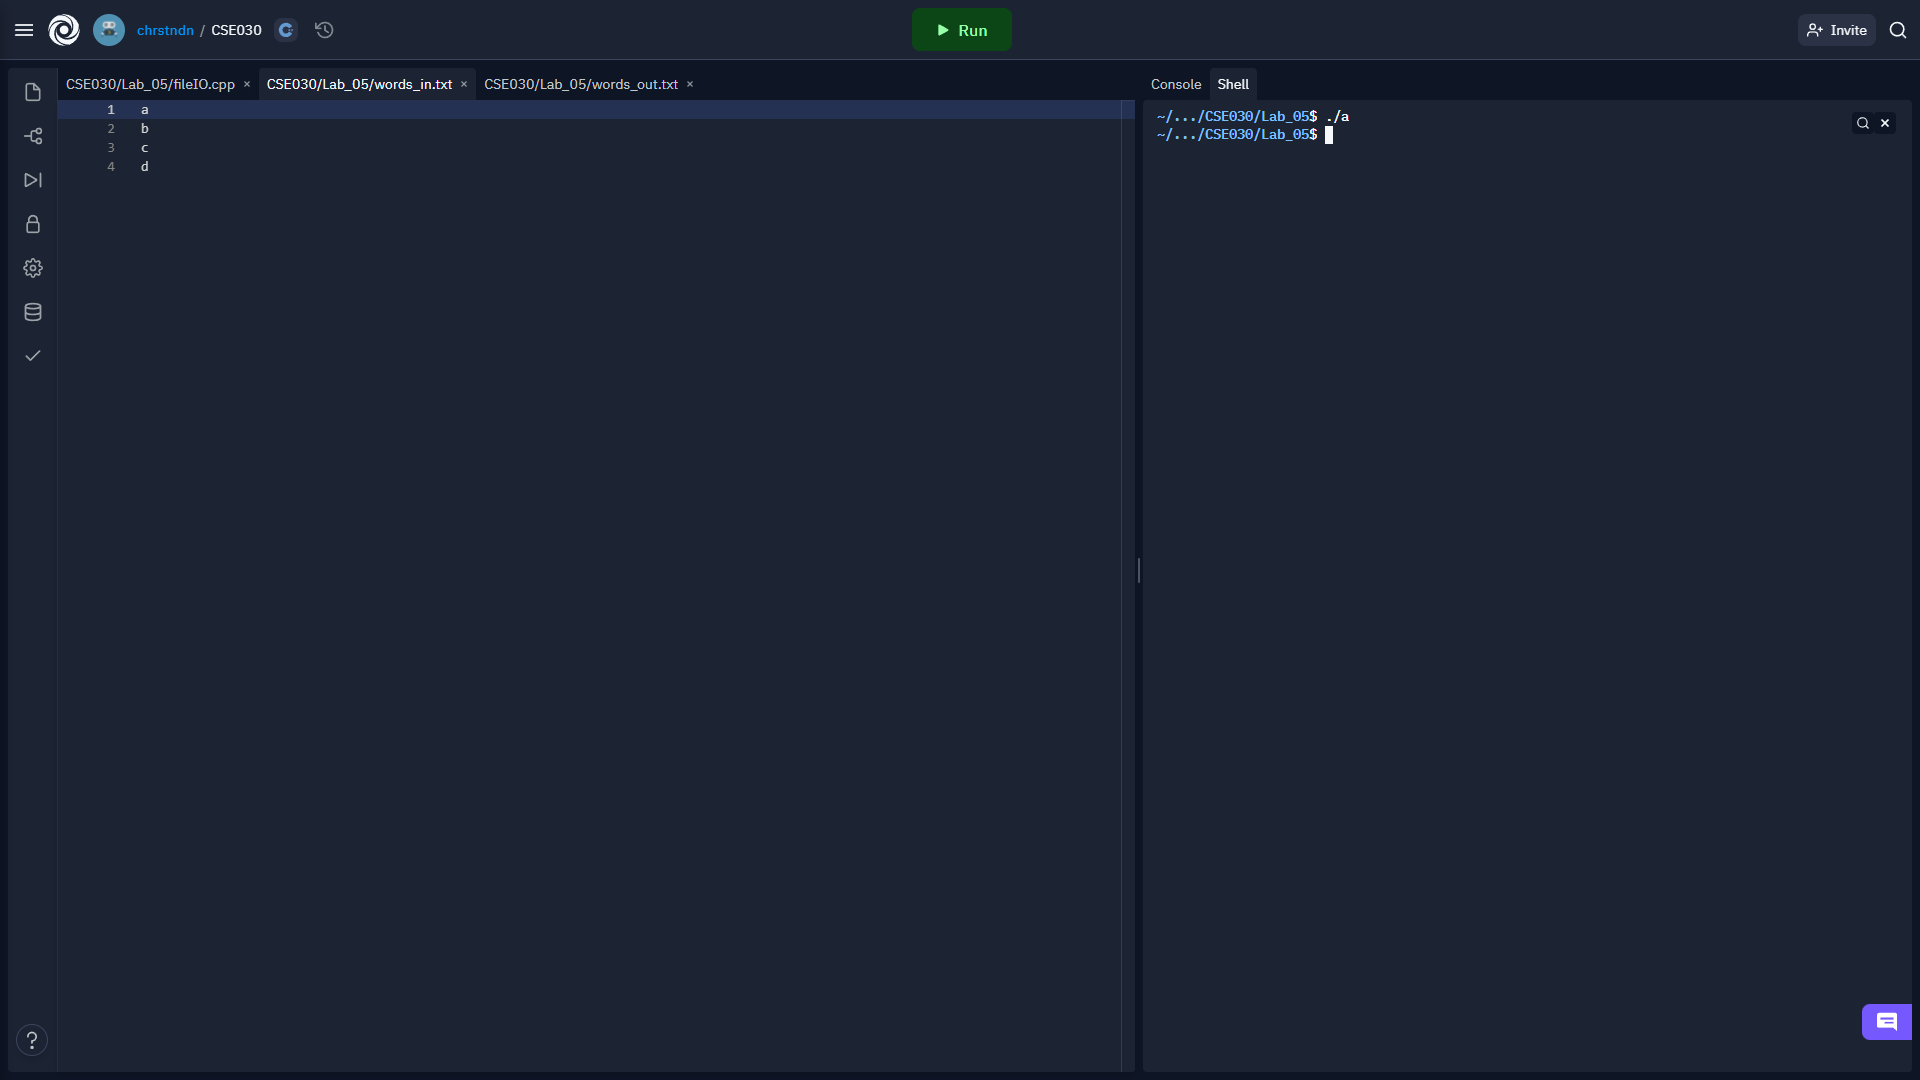 chrstndn / CSE030
Run
Invite
CSE030/Lab_05/fileIO.cpp × CSE030/Lab_05/words_in.txt × CSE030/Lab_05/words_out.txt ×
1 a
2 b
3 c
4 d
Console Shell
~/.../CSE030/Lab_05$ ./a
~/.../CSE030/Lab_05$
?